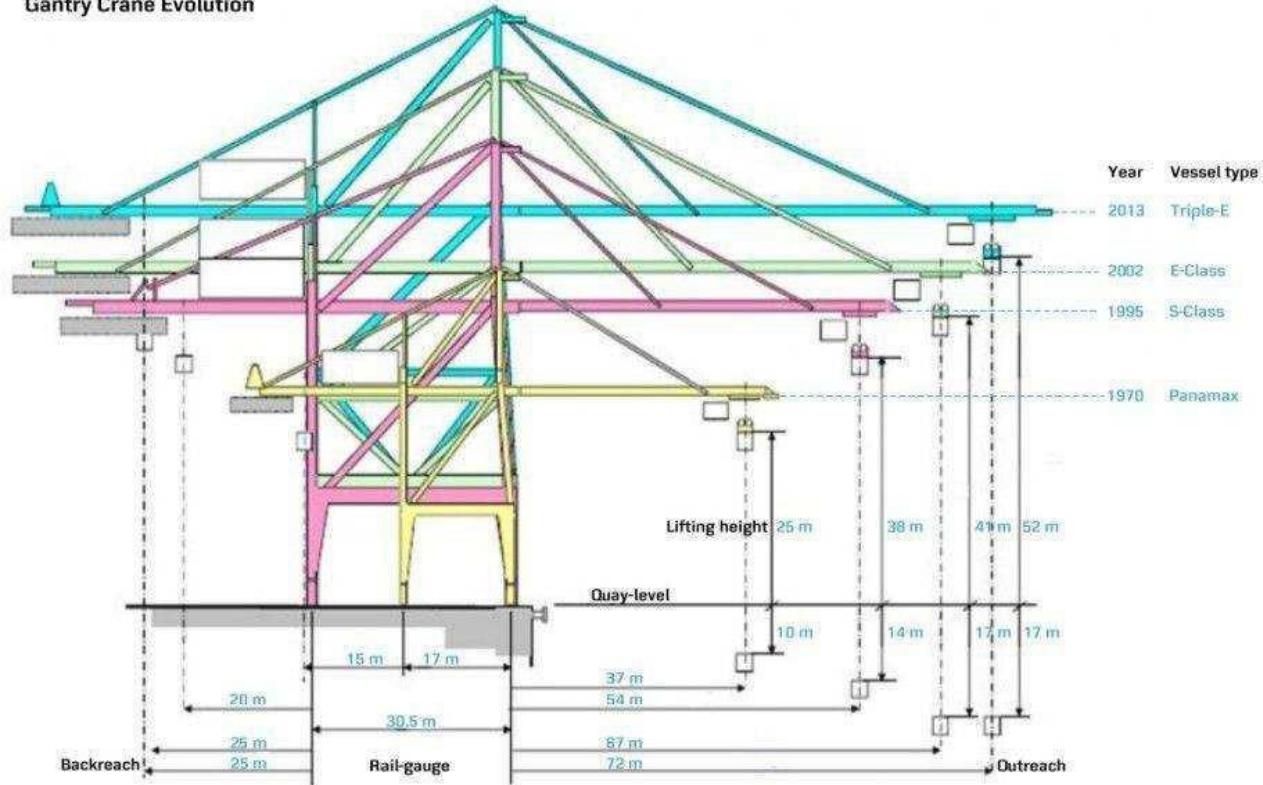 Gantry Crane Evolution
Year Vessel type
2013 Triple-E
2002 E-Class
1995 S-Class
1970 Panamax
Lifting height 25 m 38 m 41 m 52 m
Quay-level
10 m 14 m 17 m 17 m
15 m 17 m
37 m
20 m 54 m
30,5 m
25 m 67 m
Backreach 25 m Rail-gauge 72 m Outreach